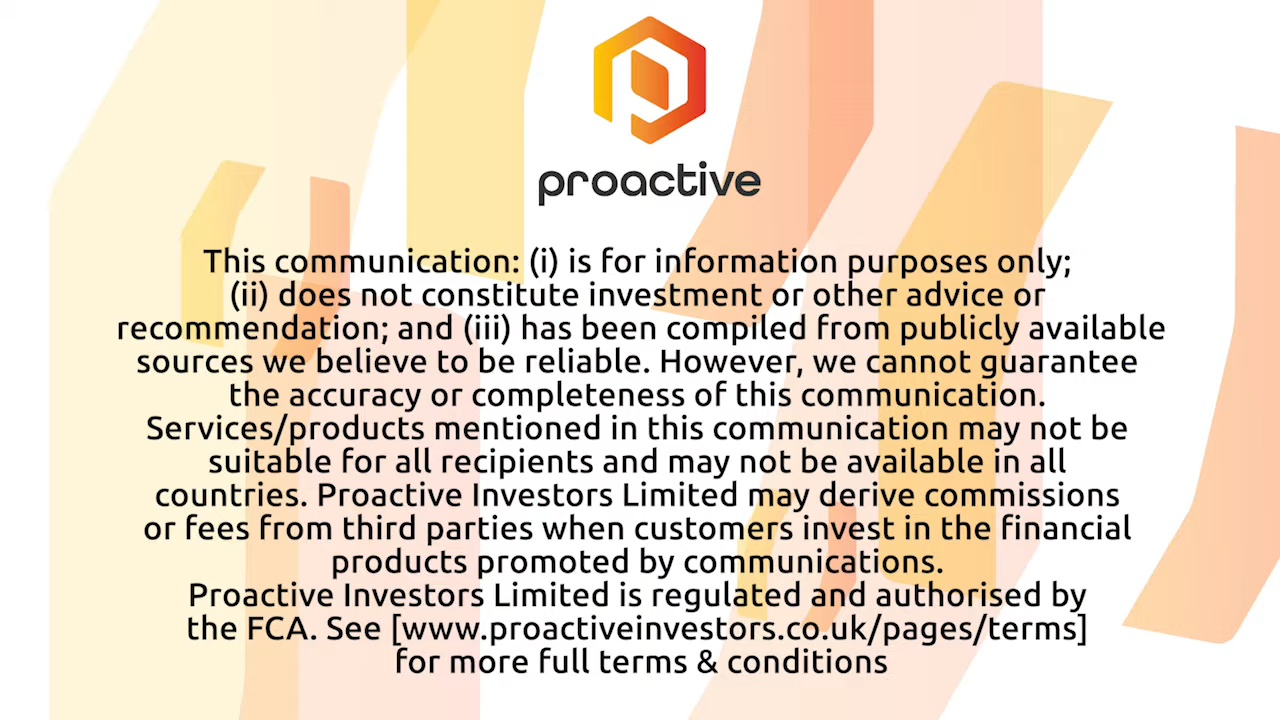 proactive
This communication: (i) is for information purposes only;
(ii) does not constitute investment or other advice or
recommendation; and (iii) has been compiled from publicly available
sources we believe to be reliable. However, we cannot guarantee
the accuracy or completeness of this communication.
Services/products mentioned in this communication may not be
suitable for all recipients and may not be available in all
countries. Proactive Investors Limited may derive commissions
or fees from third parties when customers invest in the financial
products promoted by communications.
Proactive Investors Limited is regulated and authorised by
the FCA. See [www.proactiveinvestors.co.uk/pages/terms]
for more full terms & conditions